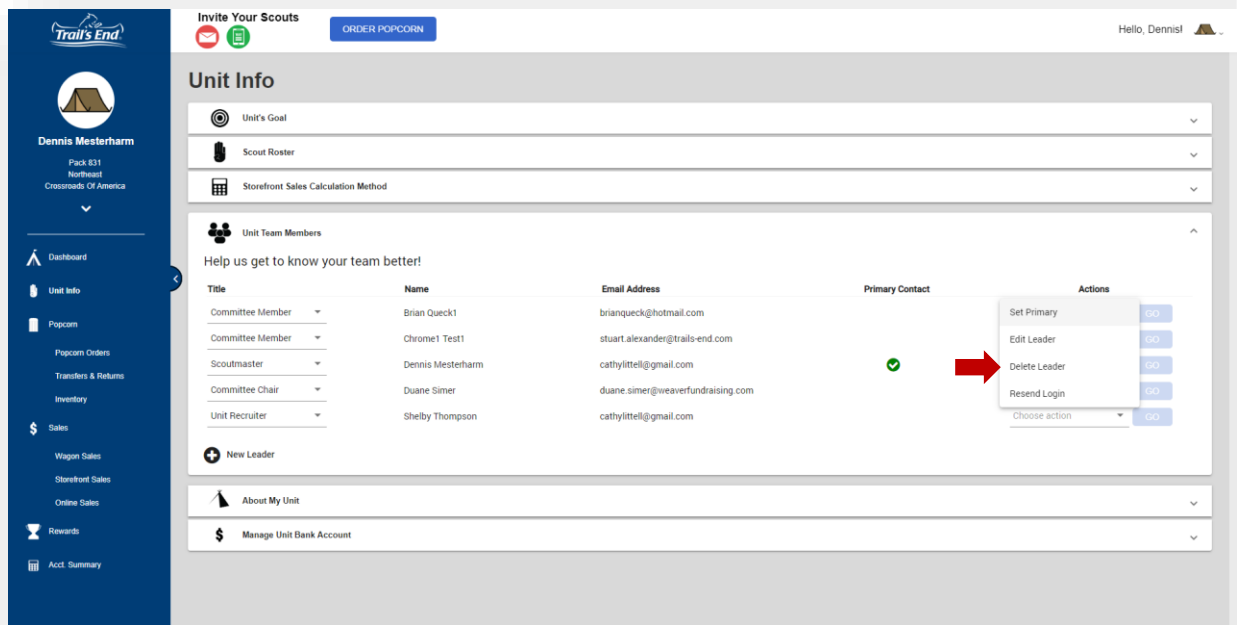 Trail's End
Invite Your Scouts
ORDER POPCORN
Hello, Dennis!
Dennis Mesterharm
Pack 831
Northeast
Crossroads Of America
Dashboard
Unit Info
Popcorn
Popcorn Orders
Transfers & Returns
Inventory
Sales
Wagon Sales
Storefront Sales
Online Sales
Rewards
Acct. Summary
Unit Info
Unit's Goal
Scout Roster
Storefront Sales Calculation Method
Unit Team Members
Help us get to know your team better!
Title Name Email Address Primary Contact Actions
Committee Member Brian Queck1 brianqueck@hotmail.com GO
Committee Member Chrome1 Test1 stuart.alexander@trails-end.com GO
Scoutmaster Dennis Mesterharm cathylittell@gmail.com GO
Committee Chair Duane Simer duane.simer@weaverfundraising.com GO
Unit Recruiter Shelby Thompson cathylittell@gmail.com Choose action GO
Set Primary
Edit Leader
Delete Leader
Resend Login
New Leader
About My Unit
Manage Unit Bank Account